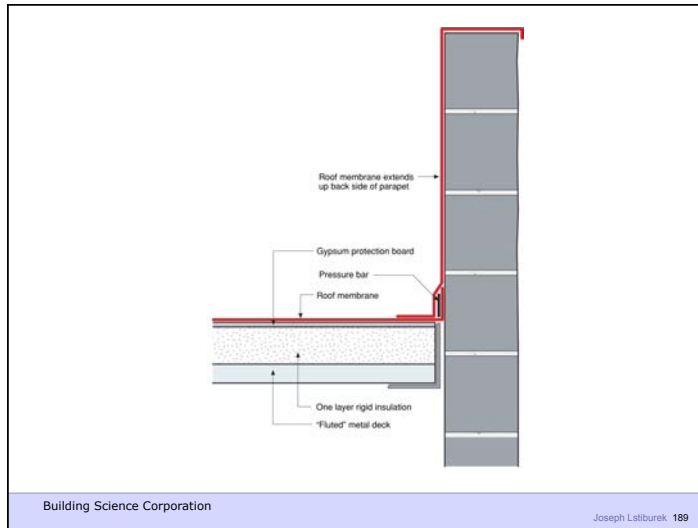 Roof membrane extends
up back side of parapet
Gypsum protection board
Pressure bar
Roof membrane
One layer rigid insulation
"Fluted" metal deck
Building Science Corporation
Joseph Lstiburek 189